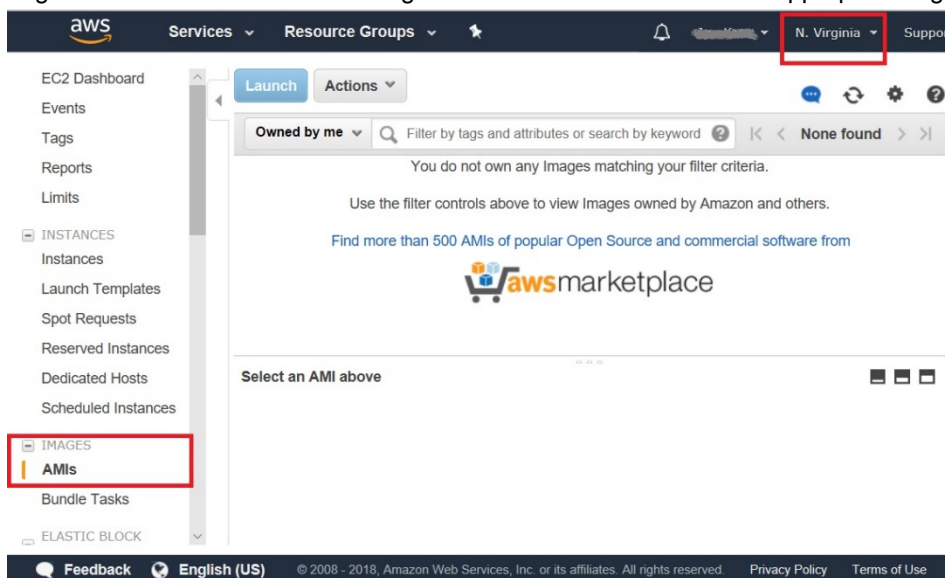 aws Services Resource Groups N. Virginia Suppor
EC2 Dashboard
Events
Tags
Reports
Limits
INSTANCES
Instances
Launch Templates
Spot Requests
Reserved Instances
Dedicated Hosts
Scheduled Instances
IMAGES
AMIs
Bundle Tasks
ELASTIC BLOCK
Launch Actions
Owned by me Filter by tags and attributes or search by keyword None found
You do not own any Images matching your filter criteria.
Use the filter controls above to view Images owned by Amazon and others.
Find more than 500 AMIs of popular Open Source and commercial software from
awsmarketplace
Select an AMI above
Feedback English (US) © 2008 - 2018, Amazon Web Services, Inc. or its affiliates. All rights reserved. Privacy Policy Terms of Use